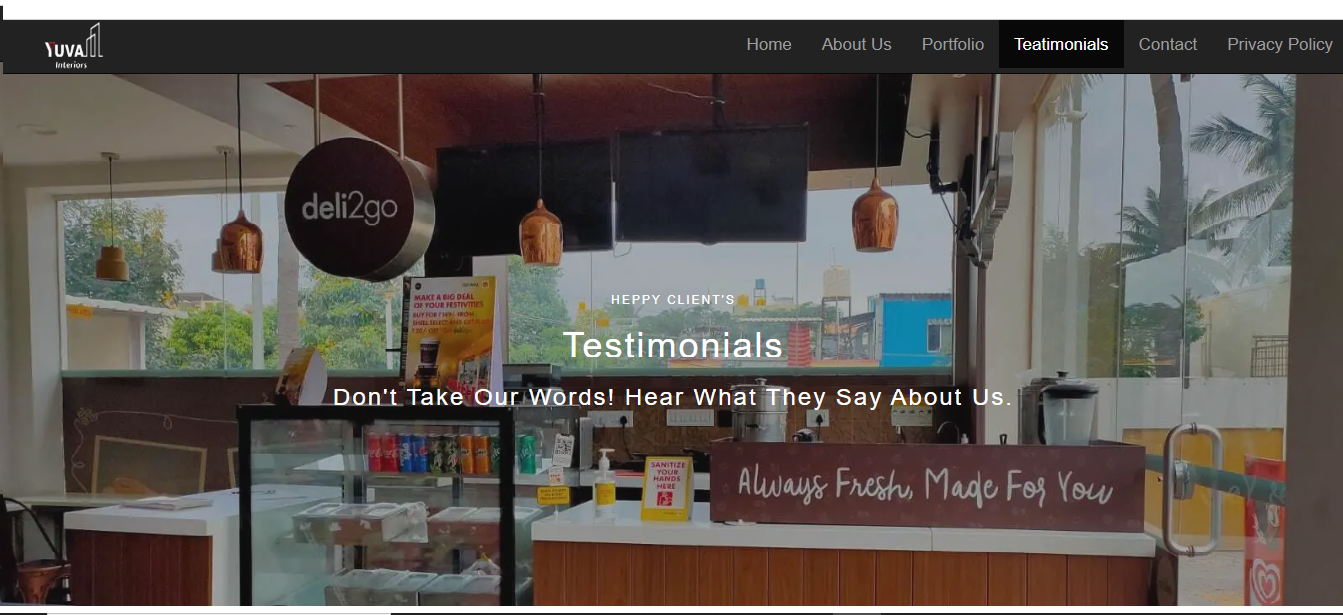 YUVA
Interiors
Home
About Us
Portfolio
Teatimonials
Contact
Privacy Policy
deli2go
MAKE A BIG DEAL
OF YOUR FESTIVITIES
HEPPY CLIENT'S
Testimonials
Don't Take Our Words! Hear What They Say About Us.
SANITIZE
YOUR
HANDS
HERE
Always Fresh, Made For You